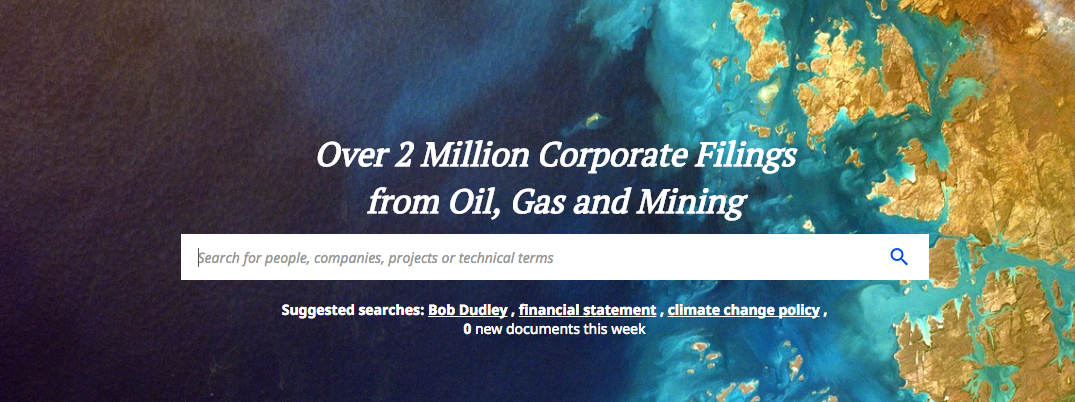 Over 2 Million Corporate Filings
from Oil, Gas and Mining
Search for people, companies, projects or technical terms
Suggested searches: Bob Dudley , financial statement , climate change policy ,
0 new documents this week